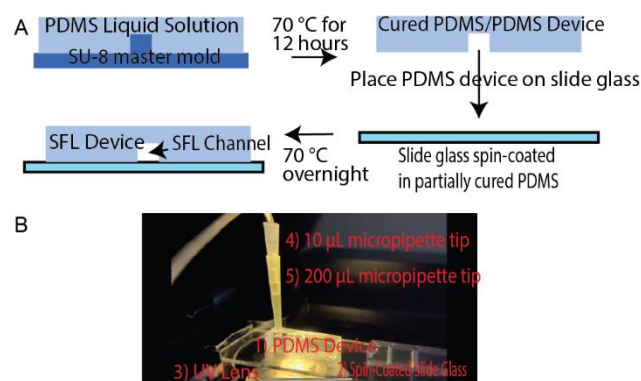 A
PDMS Liquid Solution
SU-8 master mold
70 °C for
12 hours
Cured PDMS/PDMS Device
Place PDMS device on slide glass
SFL Device
SFL Channel
70 °C
overnight
Slide glass spin-coated
in partially cured PDMS
B
4) 10 μL micropipette tip
5) 200 μL micropipette tip
1) PDMS Device
3) UV Lens
2) Spin-Coated Slide Glass